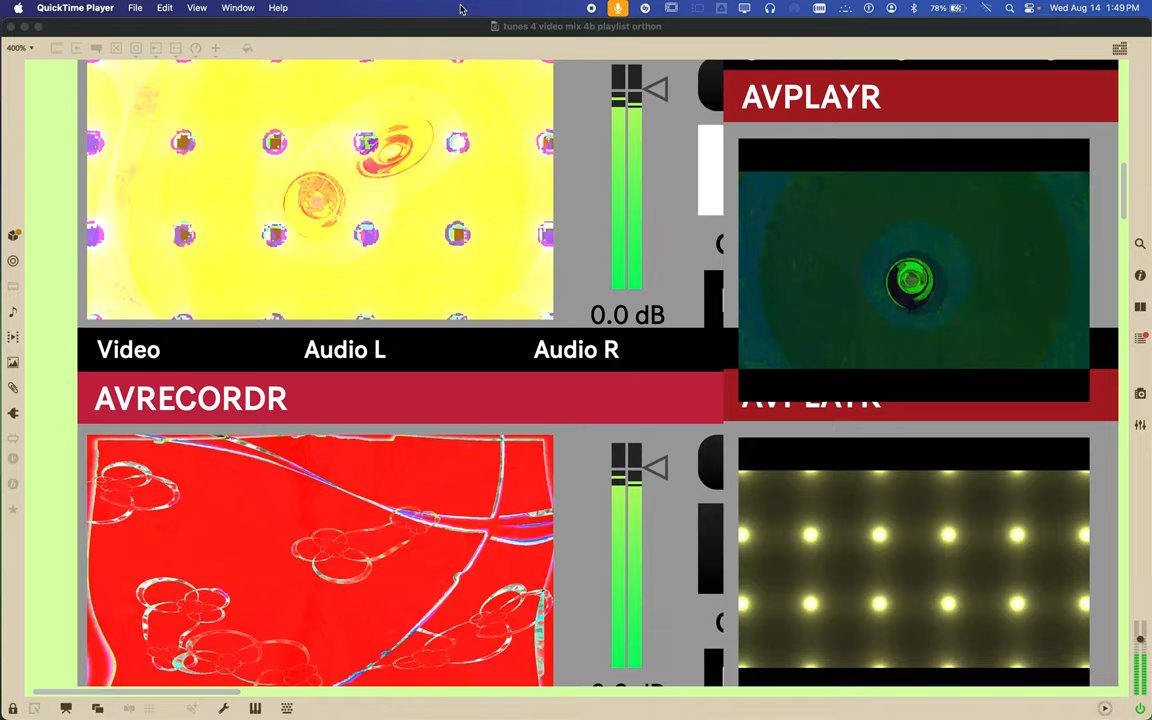 QuickTime Player File Edit View Window Help 78% Wed Aug 14 1:49 PM
tunes 4 video mix 4b playlist orthon
400%
AVPLAYR
0.0 dB
Video Audio L Audio R
AVRECORDR
AVPLAYR